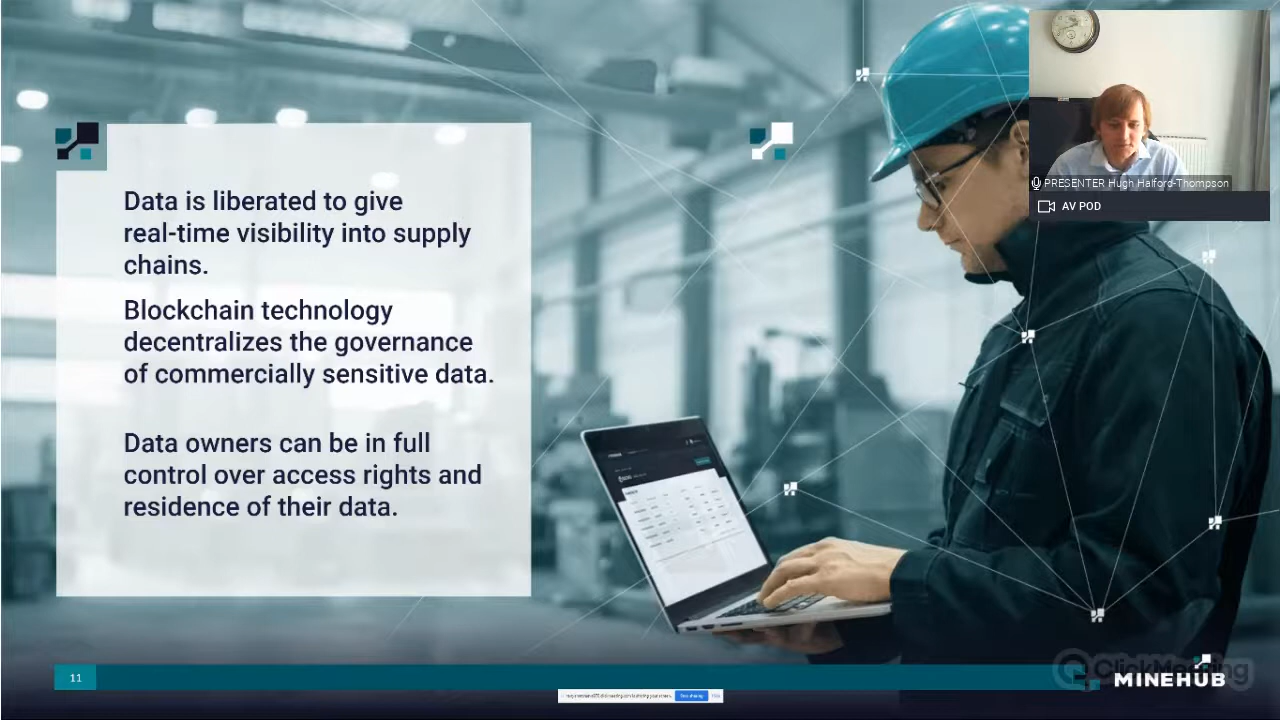 Data is liberated to give
real-time visibility into supply
chains.
Blockchain technology
decentralizes the governance
of commercially sensitive data.
Data owners can be in full
control over access rights and
residence of their data.
PRESENTER Hugh Halford-Thompson
AV POD
11
ClickMeeting
MINEHUB